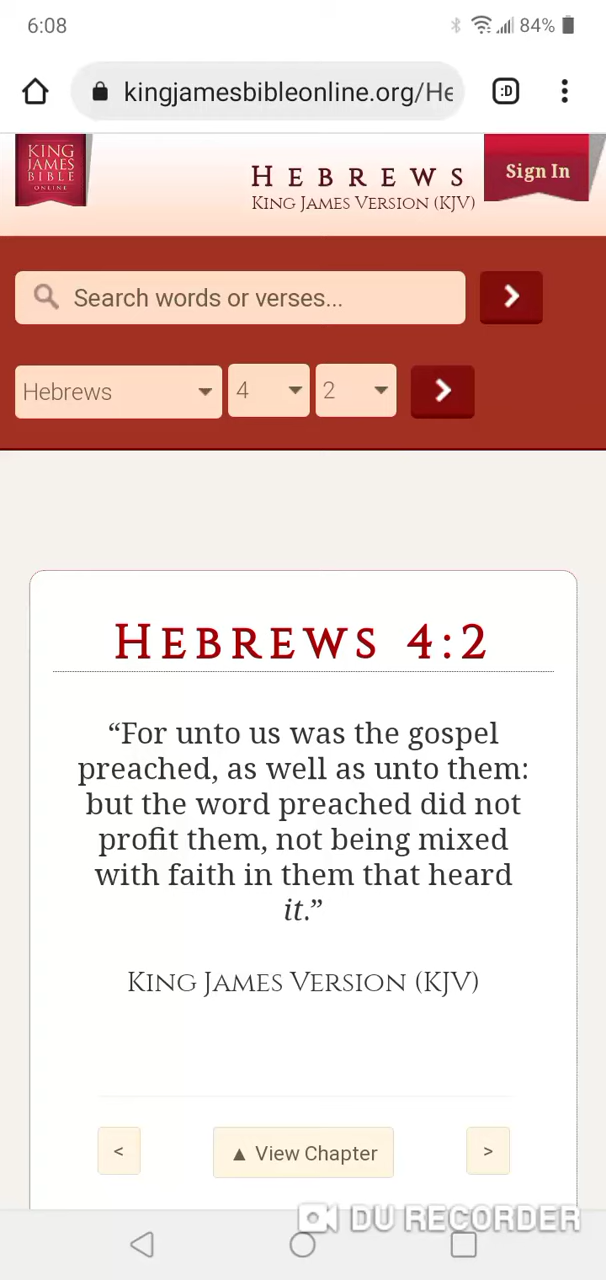 6:08
84%
kingjamesbibleonline.org/He
:D
KING
JAMES
BIBLE
ONLINE
HEBREWS
KING JAMES VERSION (KJV)
Sign In
Search words or verses...
Hebrews 4 2
HEBREWS 4:2
“For unto us was the gospel
preached, as well as unto them:
but the word preached did not
profit them, not being mixed
with faith in them that heard
it.”
KING JAMES VERSION (KJV)
< ▲ View Chapter >
DU RECORDER